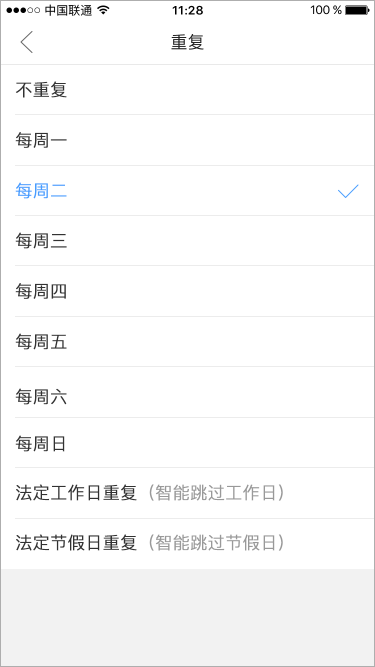 中国联通 11:28 100 %
重复
不重复
每周一
每周二
每周三
每周四
每周五
每周六
每周日
法定工作日重复（智能跳过工作日）
法定节假日重复（智能跳过节假日）